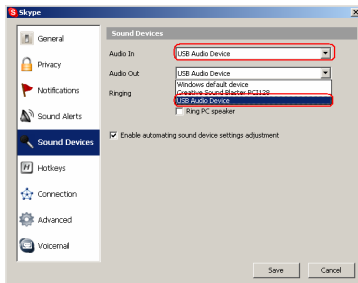 Skype
General
Privacy
Notifications
Sound Alerts
Sound Devices
Hotkeys
Connection
Advanced
Voicemail
Sound Devices
Audio In
USB Audio Device
Audio Out
USB Audio Device
Windows default device
Creative Sound Blaster PCI128
USB Audio Device
Ringing
Ring PC speaker
Enable automating sound device settings adjustment
Save
Cancel